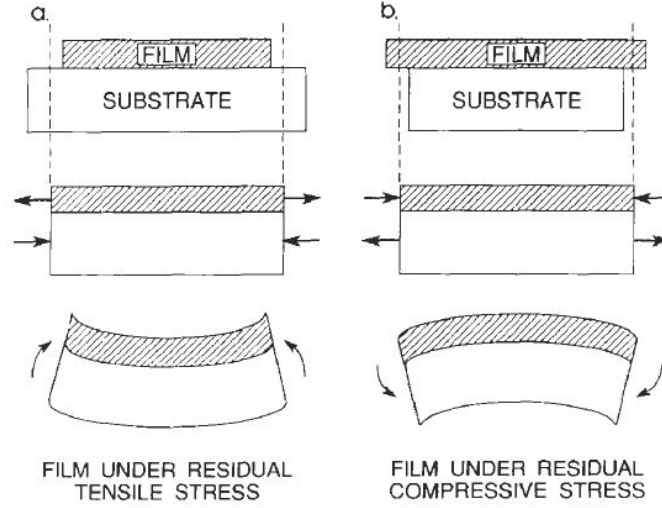 a.
b.
FILM
FILM
SUBSTRATE
SUBSTRATE
FILM UNDER RESIDUAL
TENSILE STRESS
FILM UNDER RESIDUAL
COMPRESSIVE STRESS